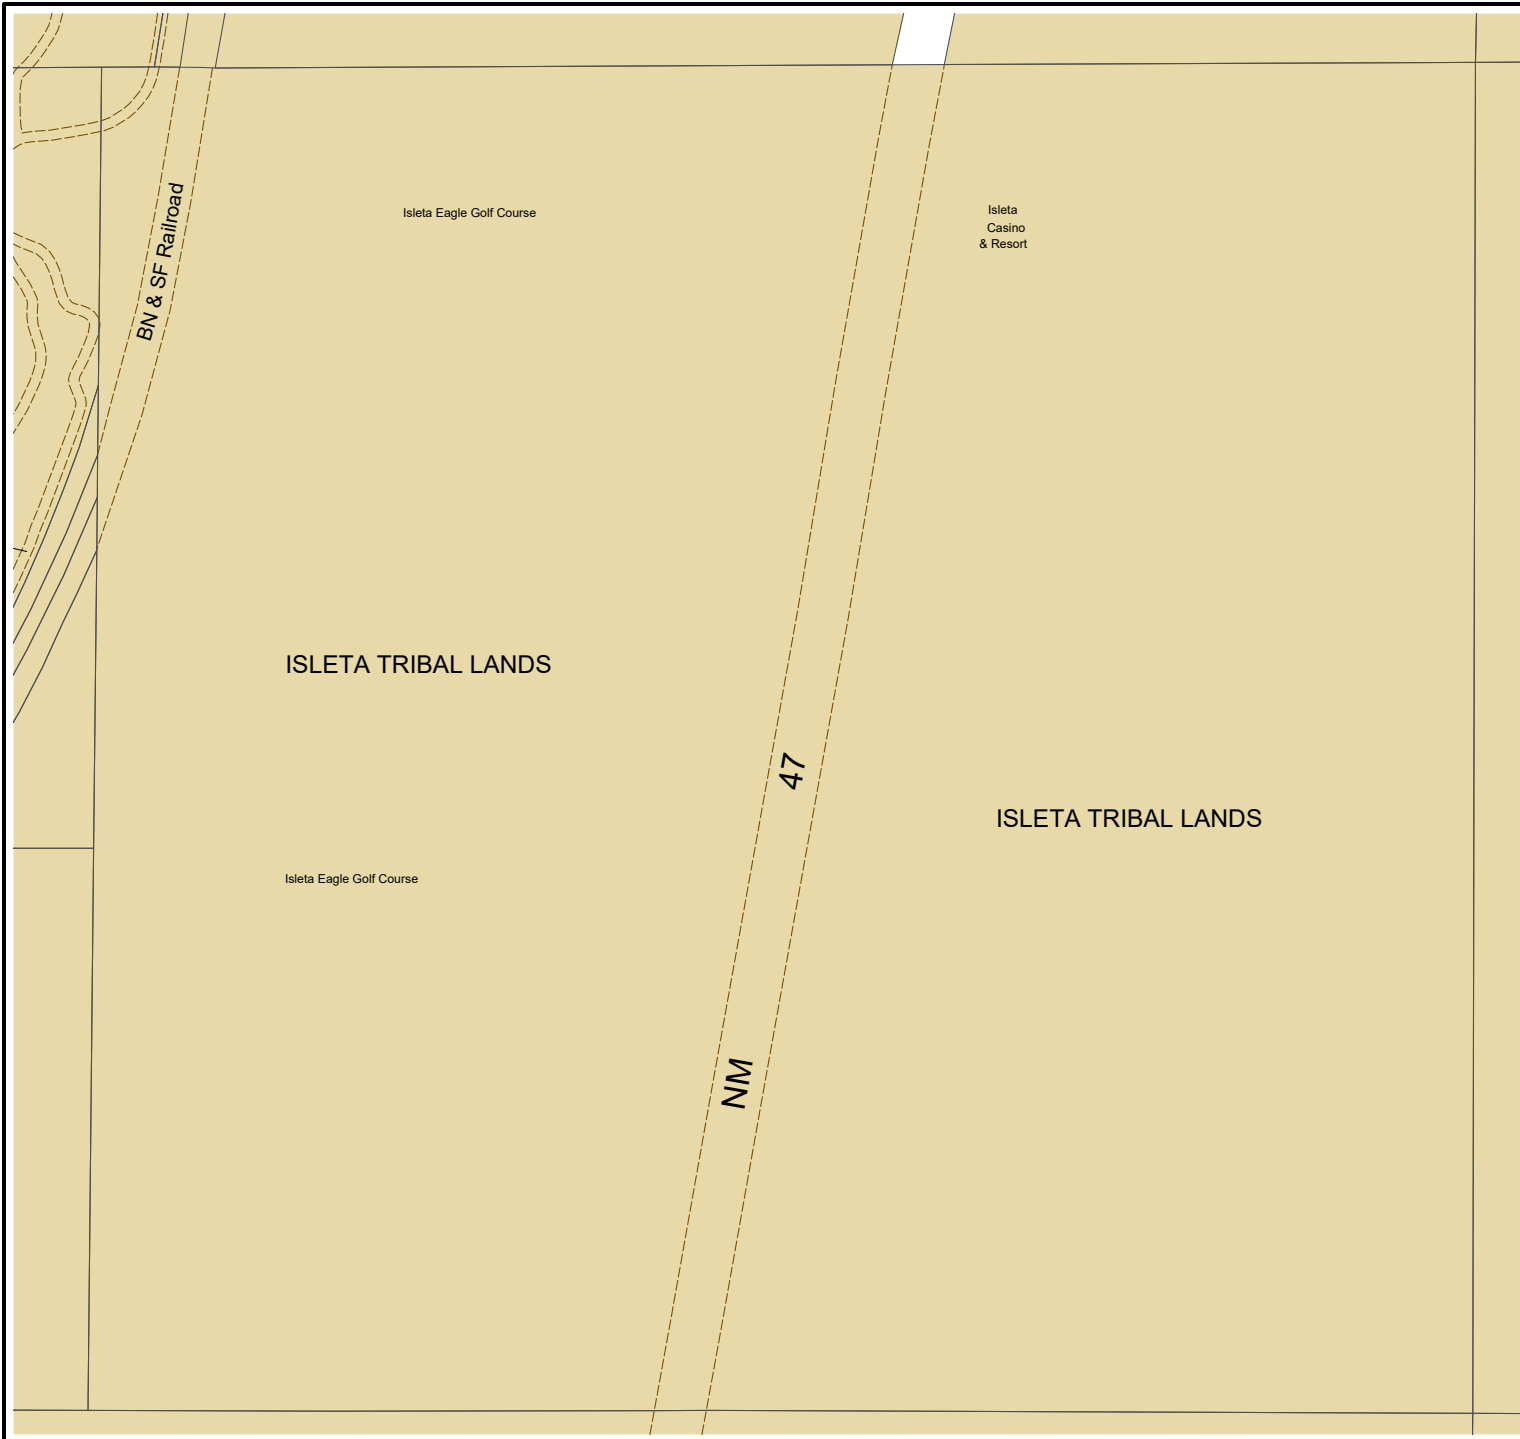 BN & SF Railroad
Isleta Eagle Golf Course
Isleta
Casino
& Resort
ISLETA TRIBAL LANDS
47
ISLETA TRIBAL LANDS
Isleta Eagle Golf Course
NM